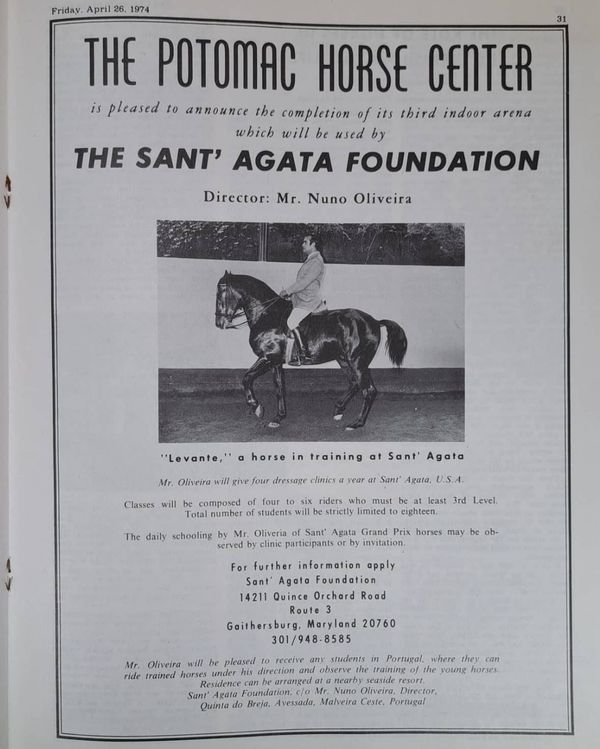 Friday, April 26, 1974
31
THE POTOMAC HORSE CENTER
is pleased to announce the completion of its third indoor arena
which will be used by
THE SANT' AGATA FOUNDATION
Director: Mr. Nuno Oliveira
"Levante," a horse in training at Sant' Agata
Mr. Oliveira will give four dressage clinics a year at Sant' Agata, U.S.A.
Classes will be composed of four to six riders who must be at least 3rd Level.
Total number of students will be strictly limited to eighteen.
The daily schooling by Mr. Oliveria of Sant' Agata Grand Prix horses may be ob-
served by clinic participants or by invitation.
For further information apply
Sant' Agata Foundation
14211 Quince Orchard Road
Route 3
Gaithersburg, Maryland 20760
301/948-8585
Mr. Oliveira will be pleased to receive any students in Portugal, where they can
ride trained horses under his direction and observe the training of the young horses.
Residence can be arranged at a nearby seaside resort.
Sant' Agata Foundation, c/o Mr. Nuno Oliveira, Director,
Quinta do Breja, Avessada, Malveira Ceste, Portugal